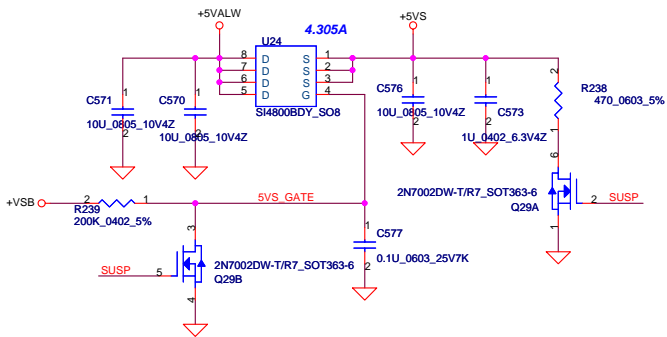 +5VALW
4.305A
+5VS
U24
8 D S 1
7 D S 2
6 D S 3
5 D G 4
SI4800BDY_SO8
1
C571
10U_0805_10V4Z
2
1
C570
10U_0805_10V4Z
2
1
C576
10U_0805_10V4Z
2
1
C573
1U_0402_6.3V4Z
2
2
R238
470_0603_5%
1
6
2N7002DW-T/R7_SOT363-6
Q29A
2
SUSP
1
+VSB
2
1
R239
200K_0402_5%
5VS_GATE
3
SUSP
5
2N7002DW-T/R7_SOT363-6
Q29B
4
1
C577
0.1U_0603_25V7K
2